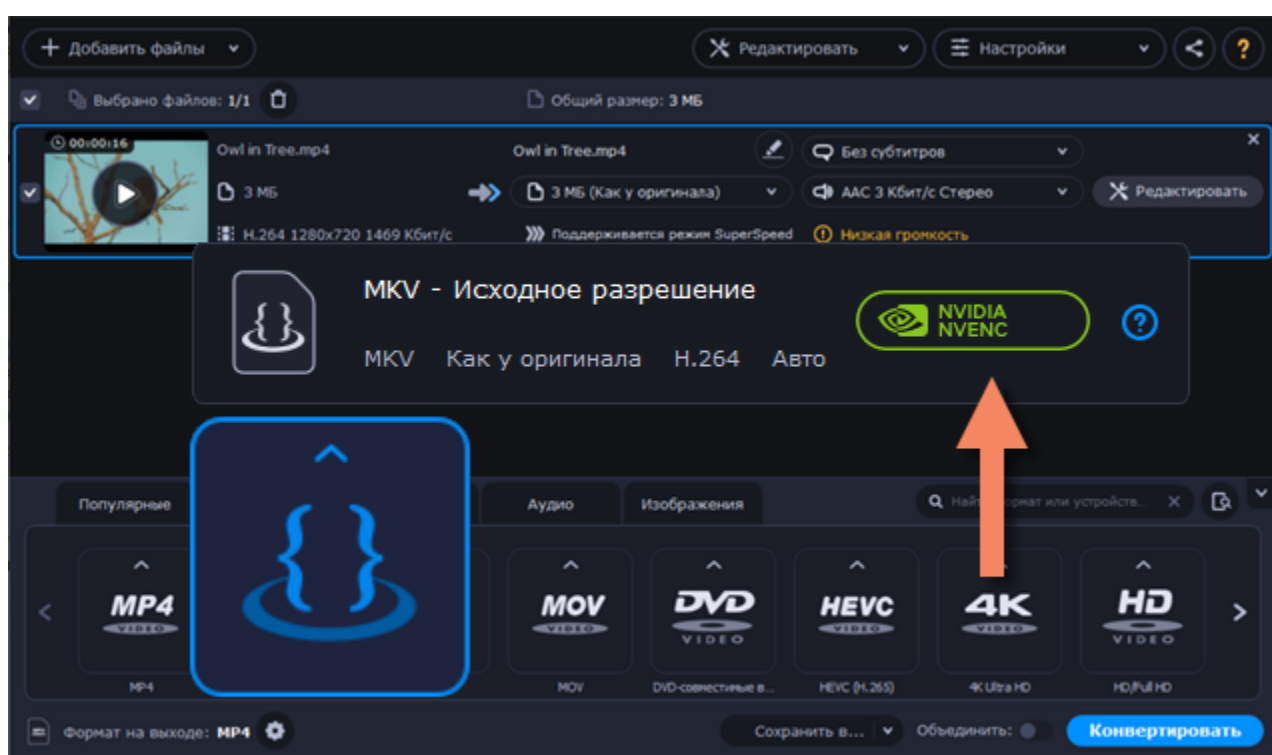 Добавить файлы
Редактировать
Настройки
?
Выбрано файлов: 1/1
Общий размер: 3 МБ
00:00:16
Owl in Tree.mp4
Owl in Tree.mp4
Без субтитров
3 МБ
3 МБ (Как у оригинала)
AAC 3 Кбит/с Стерео
Редактировать
H.264 1280x720 1469 Кбит/с
Поддерживается режим SuperSpeed
Низкая громкость
MKV - Исходное разрешение
NVIDIA
NVENC
?
MKV Как у оригинала H.264 Авто
Популярные
Аудио
Изображения
устройств...
MP4
VIDEO
MOV
VIDEO
DVD
VIDEO
HEVC
VIDEO
4K
VIDEO
HD
VIDEO
MP4
MOV
DVD-совместимые в...
HEVC (H.265)
4K Ultra HD
HD/Full HD
Формат на выходе: MP4
Сохранить в...
Объединить:
Конвертировать